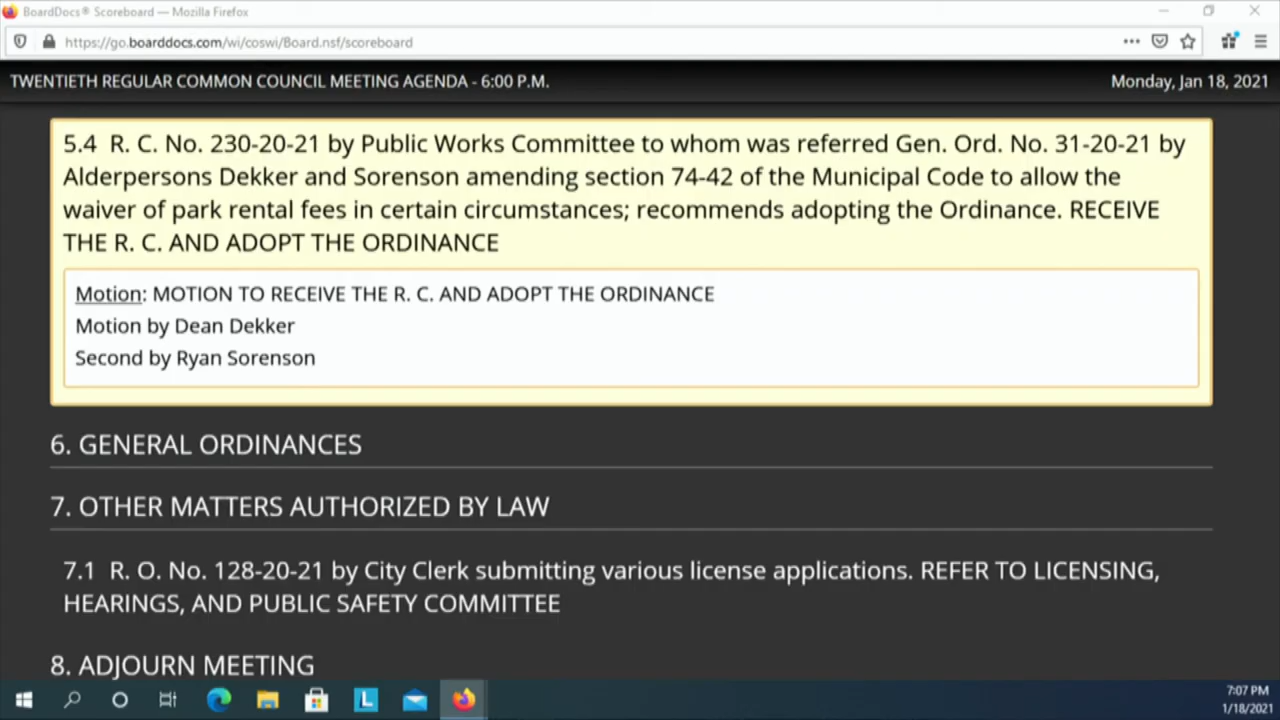 BoardDocs® Scoreboard — Mozilla Firefox
https://go.boarddocs.com/wi/coswi/Board.nsf/scoreboard
TWENTIETH REGULAR COMMON COUNCIL MEETING AGENDA - 6:00 P.M.
Monday, Jan 18, 2021
5.4 R. C. No. 230-20-21 by Public Works Committee to whom was referred Gen. Ord. No. 31-20-21 by
Alderpersons Dekker and Sorenson amending section 74-42 of the Municipal Code to allow the
waiver of park rental fees in certain circumstances; recommends adopting the Ordinance. RECEIVE
THE R. C. AND ADOPT THE ORDINANCE
Motion: MOTION TO RECEIVE THE R. C. AND ADOPT THE ORDINANCE
Motion by Dean Dekker
Second by Ryan Sorenson
6. GENERAL ORDINANCES
7. OTHER MATTERS AUTHORIZED BY LAW
7.1 R. O. No. 128-20-21 by City Clerk submitting various license applications. REFER TO LICENSING,
HEARINGS, AND PUBLIC SAFETY COMMITTEE
8. ADJOURN MEETING
L
7:07 PM
1/18/2021